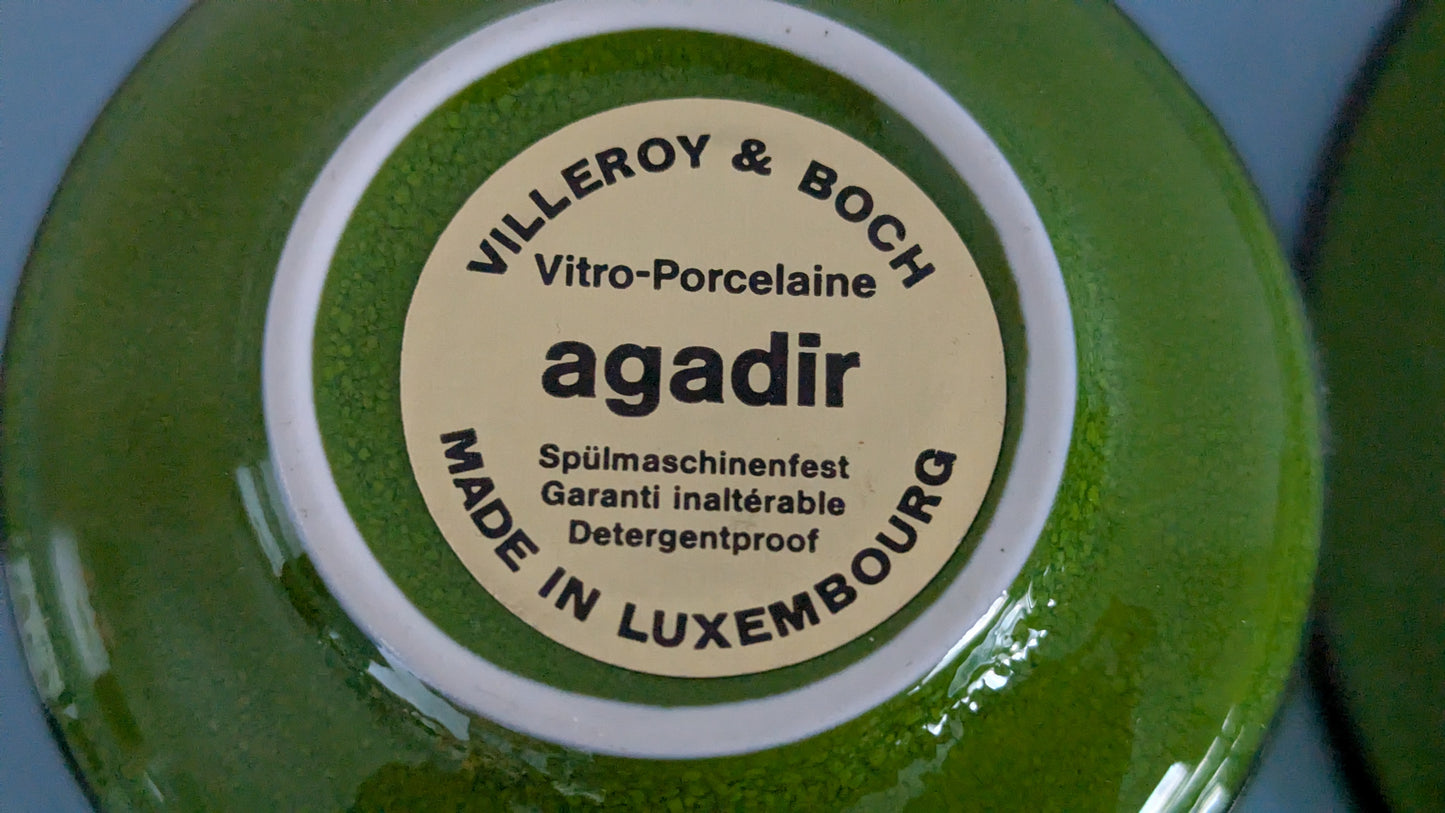 VILLEROY & BOCH
Vitro-Porcelaine
agadir
Spülmaschinenfest
Garanti inaltérable
Detergentproof
MADE IN LUXEMBOURG